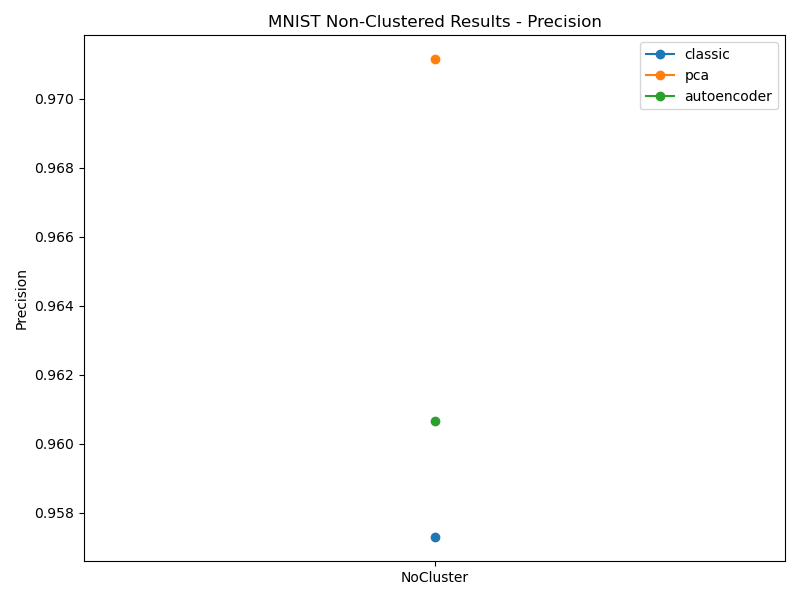 MNIST Non-Clustered Results - Precision
classic
pca
autoencoder
0.970
0.968
0.966
0.964
0.962
0.960
0.958
Precision
NoCluster